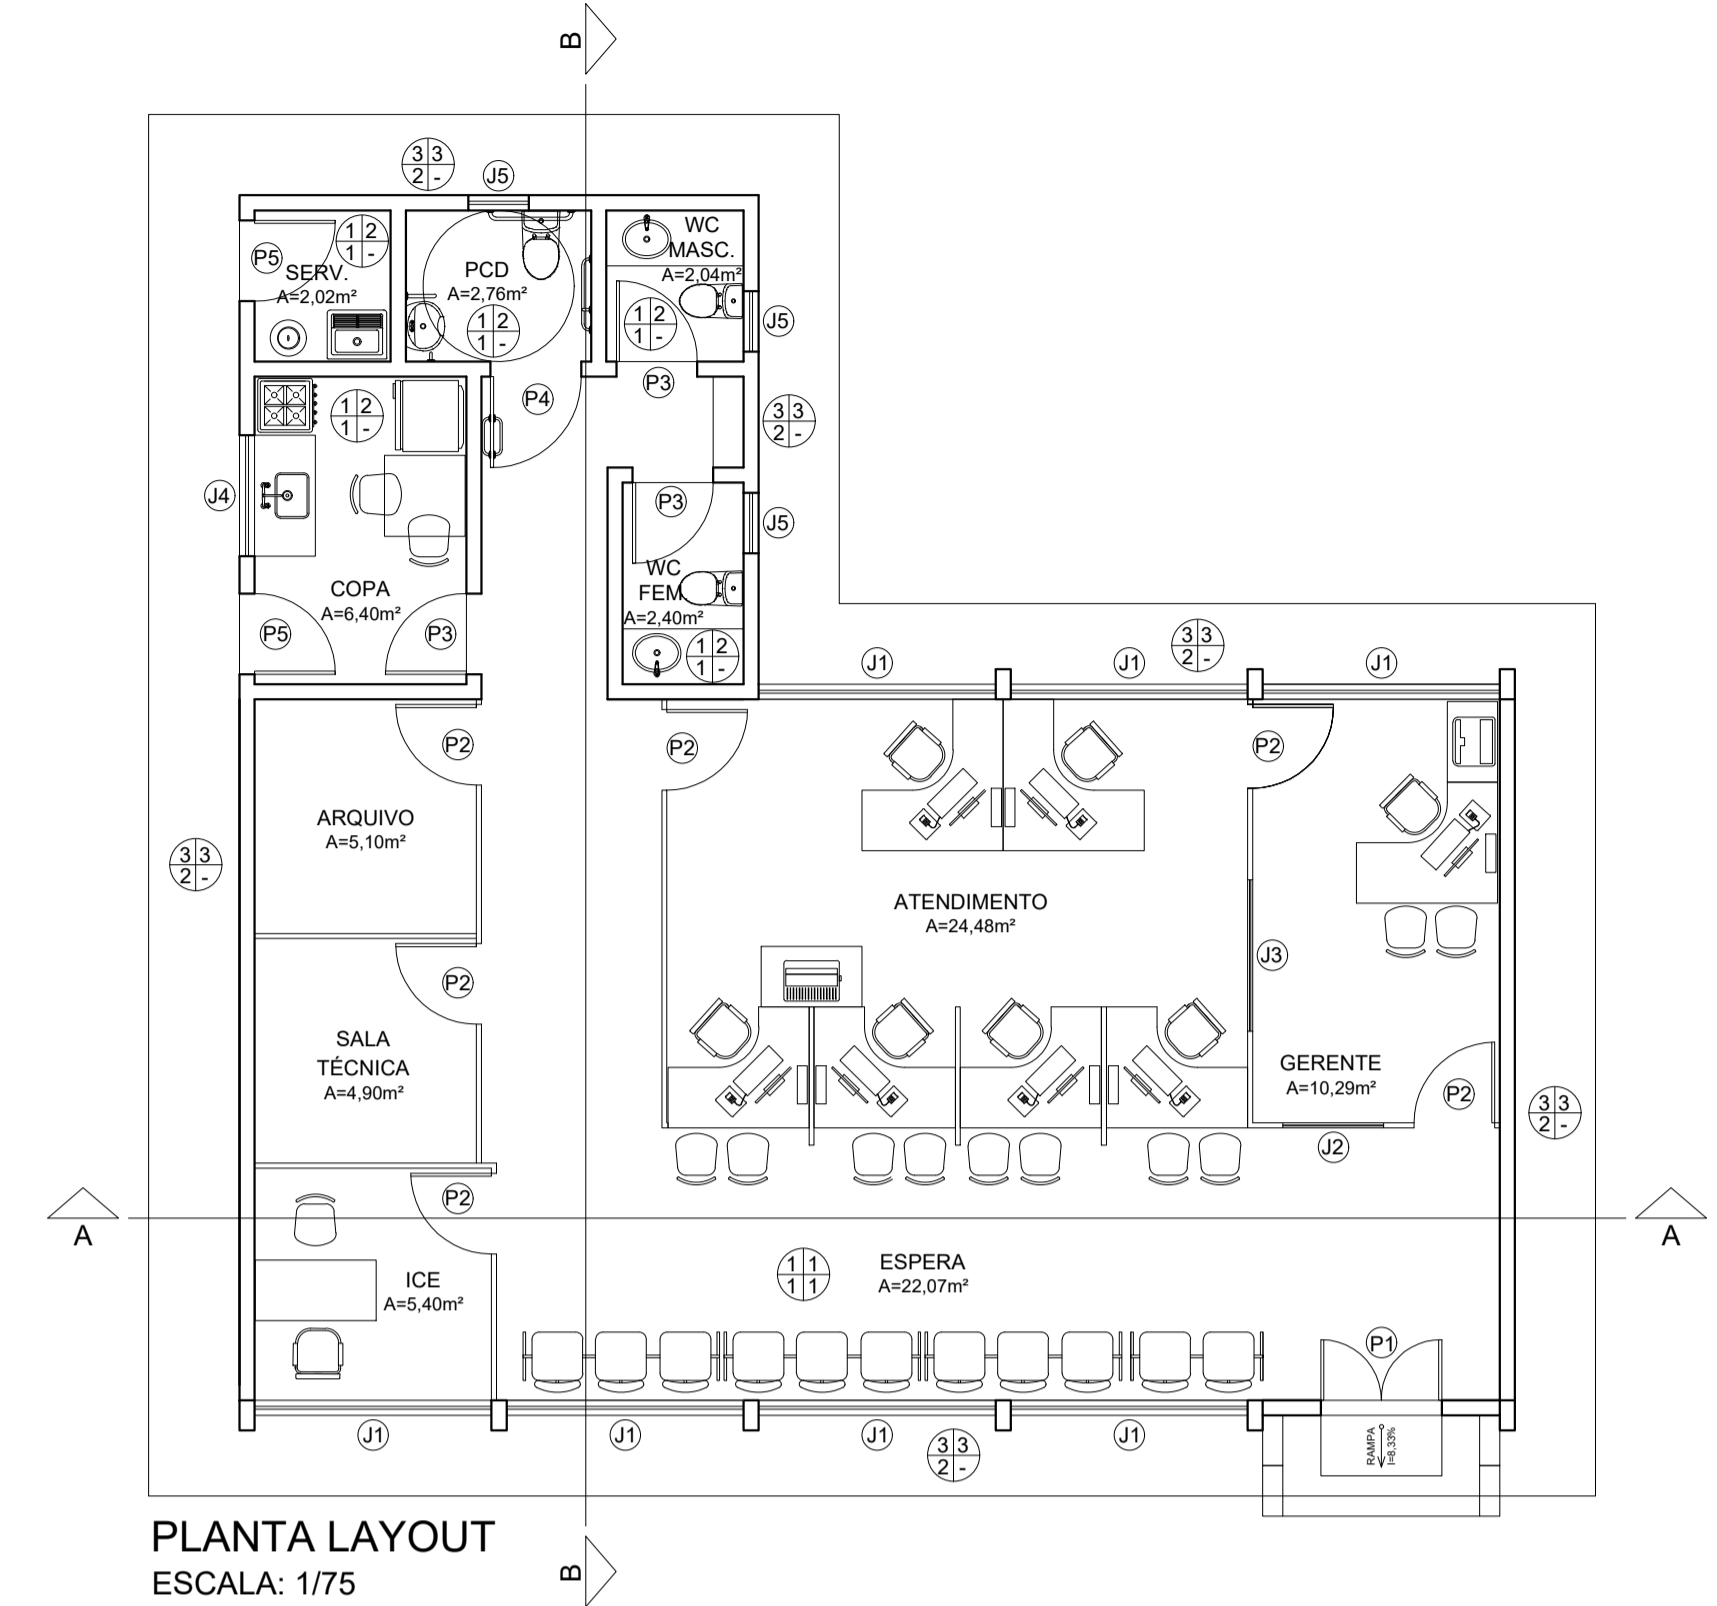 B
3 3
2 -
J5
1 2
1 -
P5
SERV.
A=2,02m²
PCD
A=2,76m²
1 2
1 -
WC
MASC.
A=2,04m²
1 2
1 -
J5
P4
P3
1 2
1 -
3 3
2 -
J4
P3
J5
COPA
A=6,40m²
WC
FEM.
A=2,40m²
P5
P3
1 2
1 -
3 3
2 -
J1
J1
J1
P2
P2
P2
ARQUIVO
A=5,10m²
3 3
2 -
ATENDIMENTO
A=24,48m²
J3
P2
SALA
TÉCNICA
A=4,90m²
GERENTE
A=10,29m²
P2
3 3
2 -
J2
P2
A
A
ESPERA
A=22,07m²
1 1
1 1
ICE
A=5,40m²
P1
J1
J1
J1
J1
3 3
2 -
RAMPA
I=8,33%
PLANTA LAYOUT
ESCALA: 1/75
B